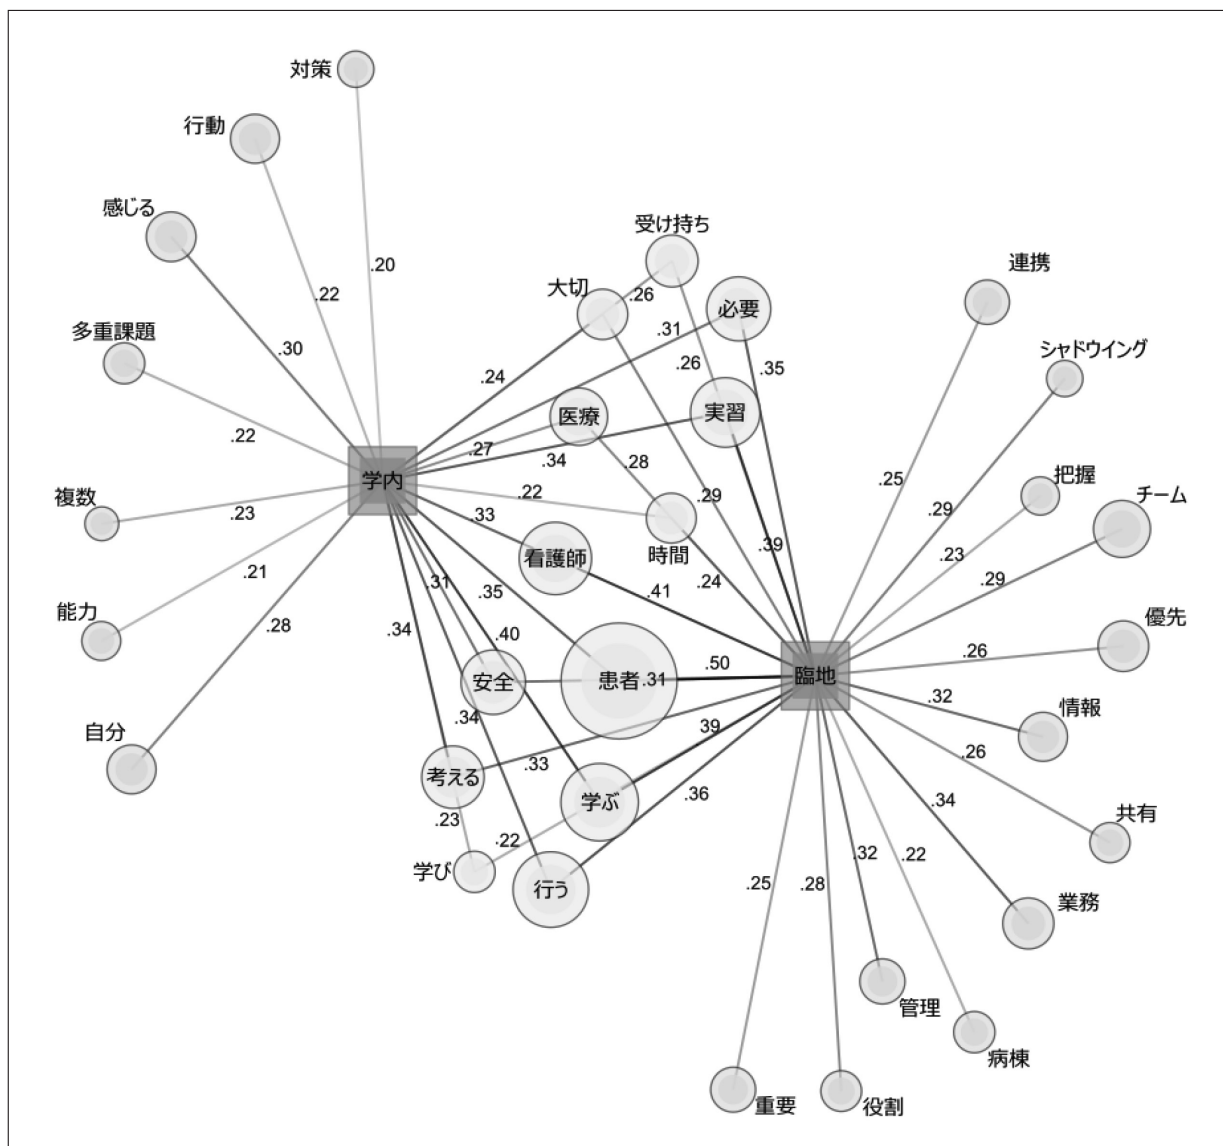 対策
行動
感じる
.20
受け持ち
連携
.22
大切
.26
必要
多重課題
.30
.31
シャドウイング
.24
.26
.35
医療
実習
.22
.27
.34
.28
.25
把握
チーム
学内
複数
.22
.29
.29
.23
.33
時間
.39
.23
看護師
.24
.29
.21
.31
.35
.41
能力
優先
.28
.34
.40
.50
.26
安全
患者
.31
臨地
自分
.34
.39
.32
情報
考える
.33
.26
学ぶ
.36
.34
.23
.22
共有
学び
.32
.22
行う
.25
.28
業務
管理
病棟
重要
役割